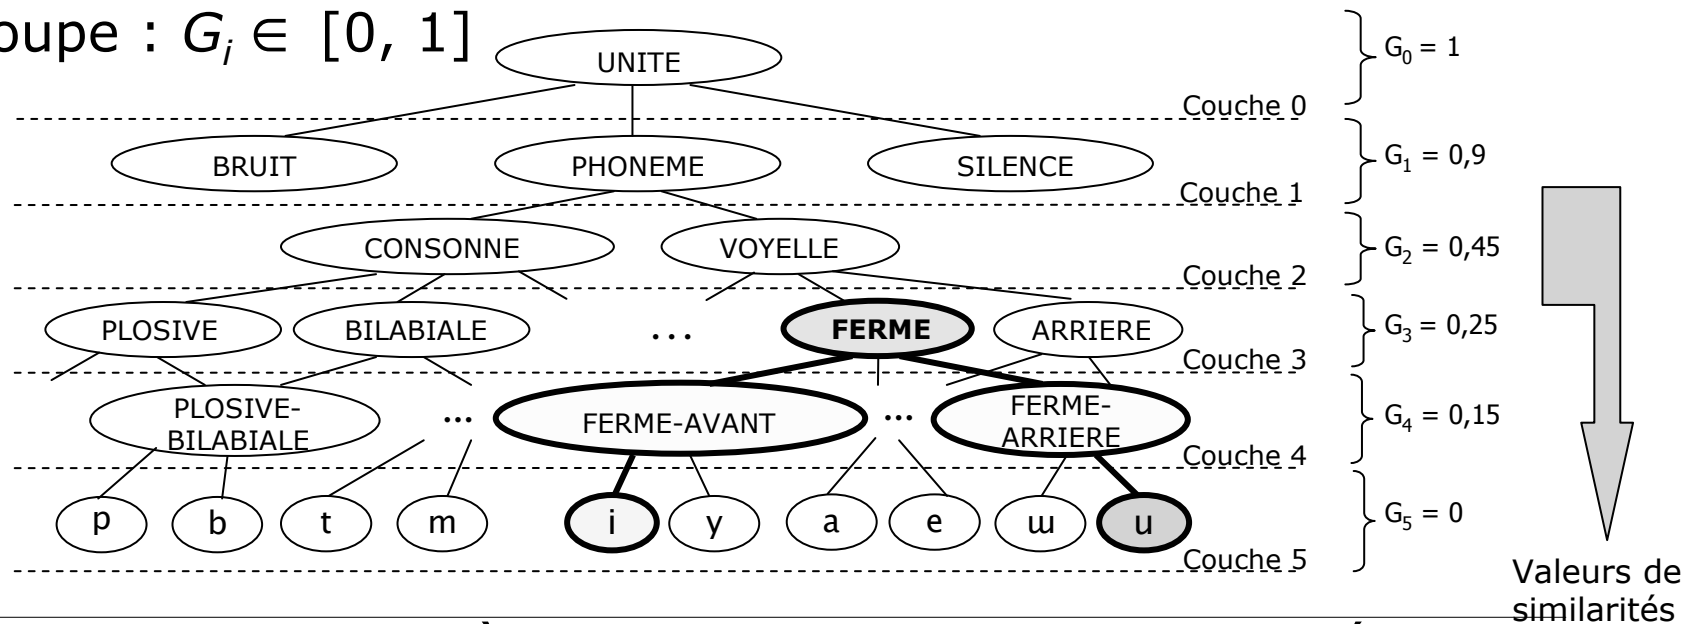 oupe : Gᵢ ∈ [0, 1]
UNITE
G₀ = 1
Couche 0
BRUIT PHONEME SILENCE
G₁ = 0,9
Couche 1
CONSONNE VOYELLE
G₂ = 0,45
Couche 2
PLOSIVE BILABIALE ... FERME ARRIERE
G₃ = 0,25
Couche 3
PLOSIVE-
BILABIALE
... FERME-AVANT ...
FERME-
ARRIERE
G₄ = 0,15
Couche 4
p b t m i y a e ɯ u
G₅ = 0
Couche 5
Valeurs de
similarités